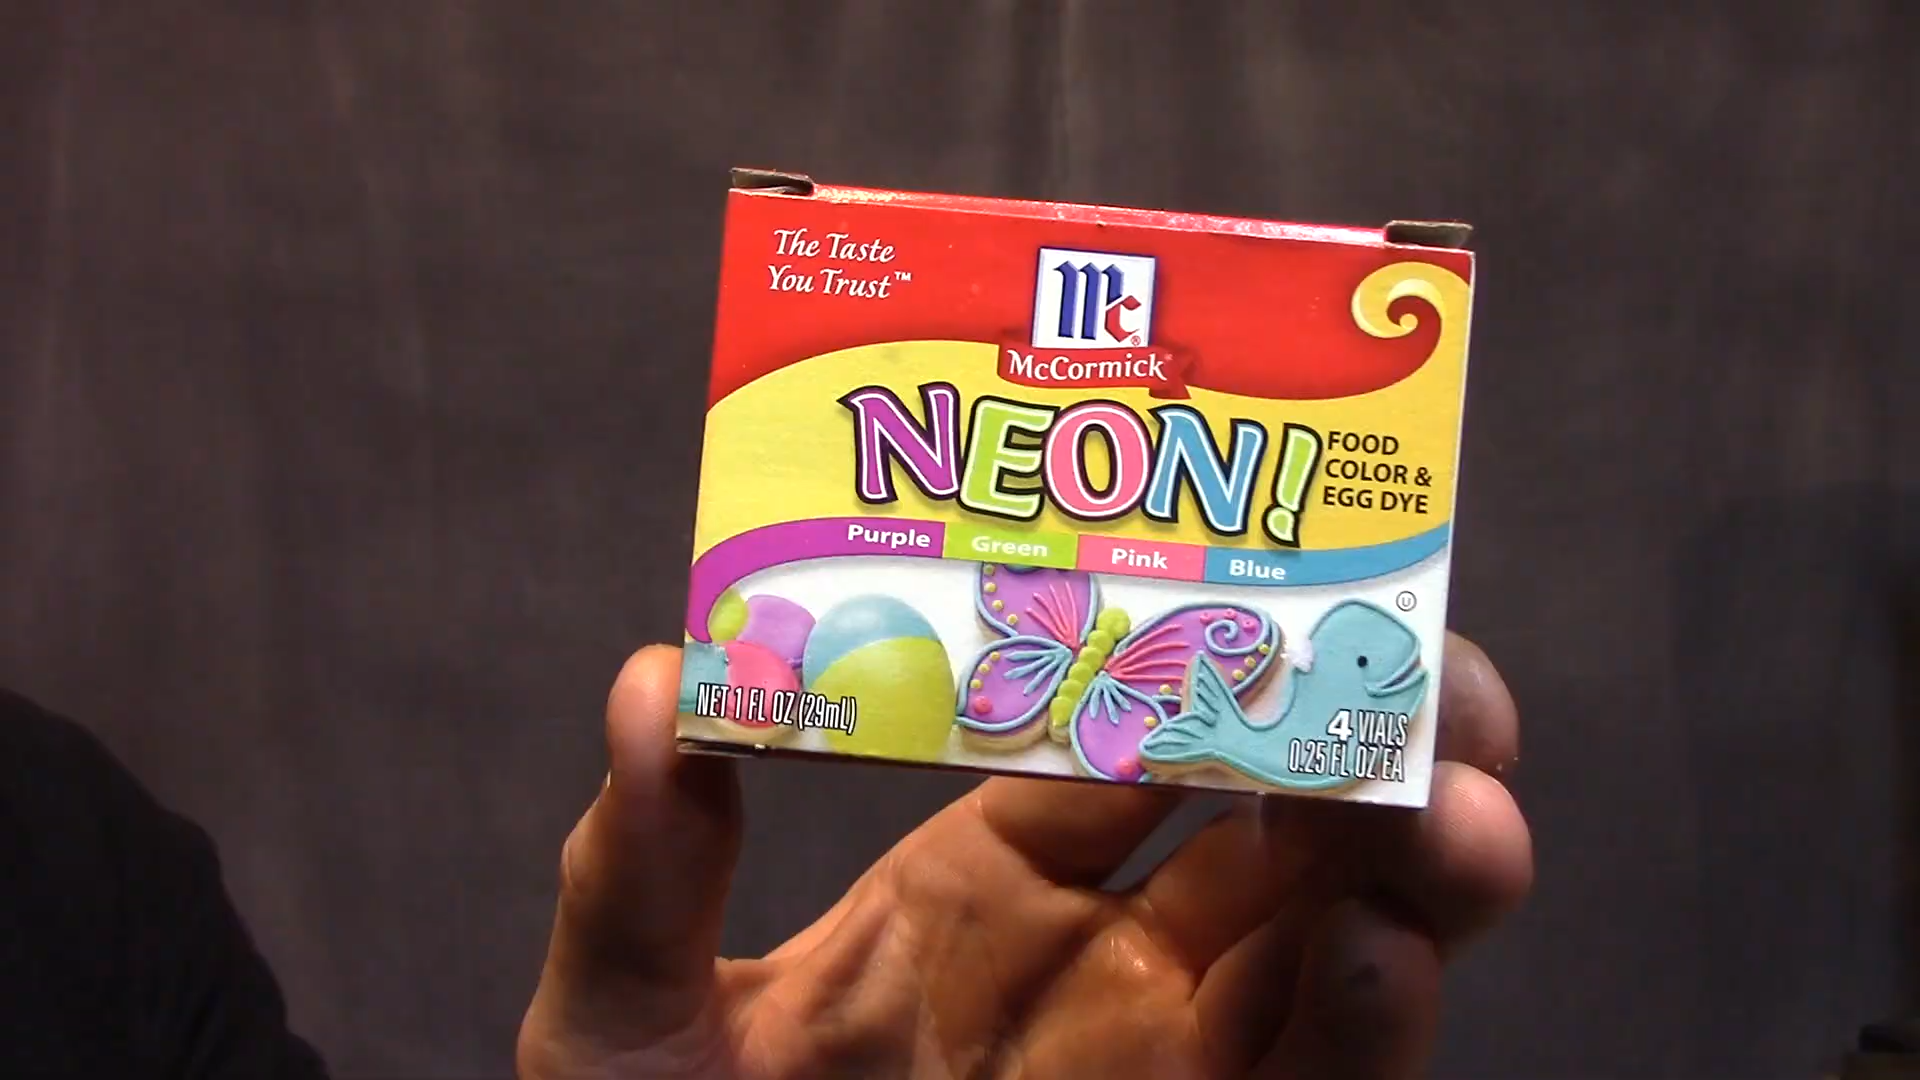 The Taste
You Trust™
Mc®
McCormick®
NEON!
FOOD
COLOR &
EGG DYE
Purple Green Pink Blue
U
NET 1 FL OZ (29mL)
4 VIALS
0.25 FL OZ EA